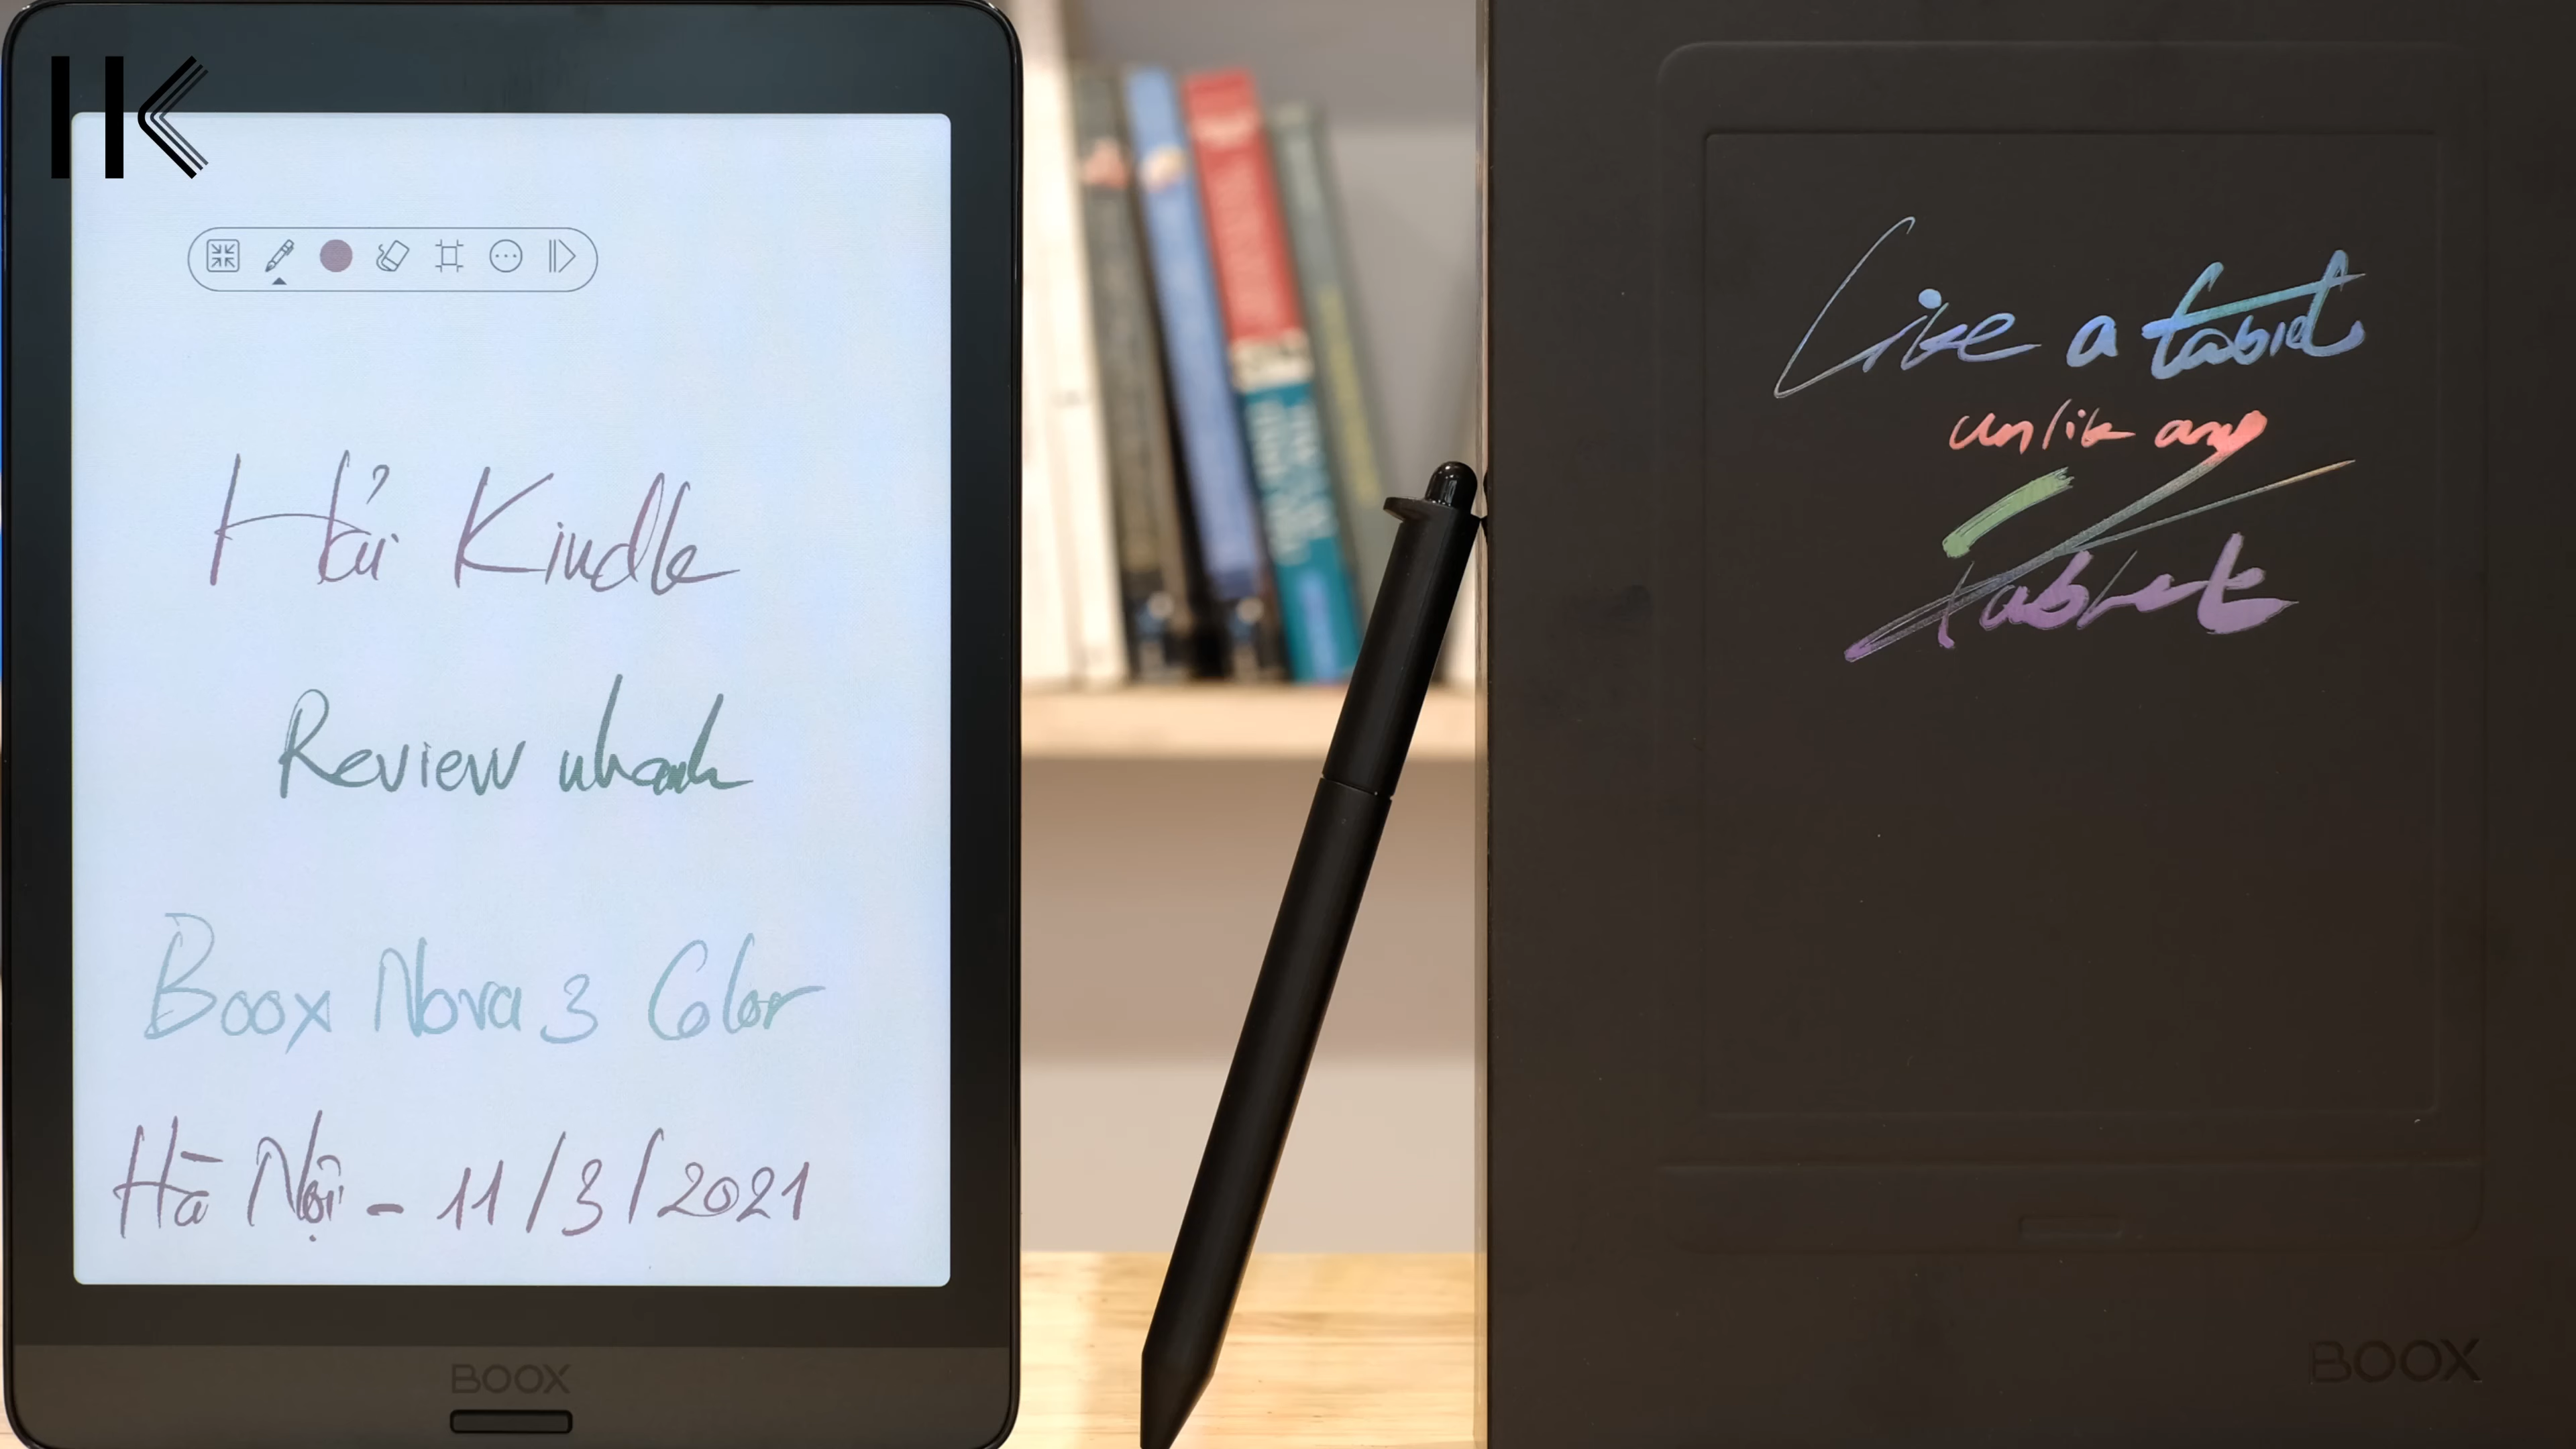 HK
Hải Kindle
Review nhanh
Boox Nova 3 Color
Hà Nội - 11/3/2021
BOOX
Like a tablet
unlike any
tablet
BOOX